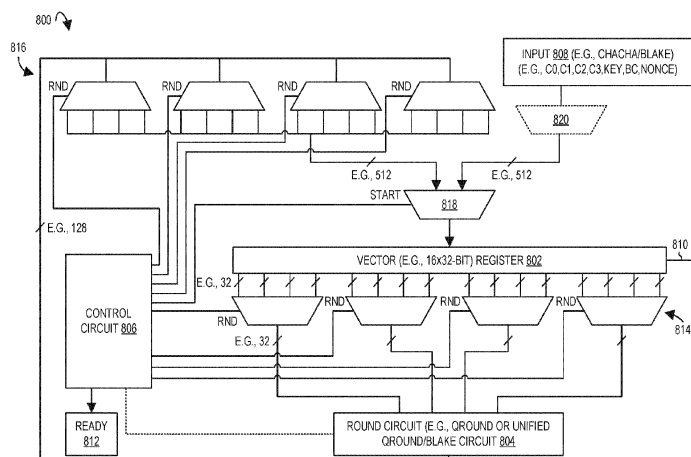 800
816
RND
RND
RND
RND
INPUT 808 (E.G., CHACHA/BLAKE)
(E.G., C0,C1,C2,C3,KEY,BC,NONCE)
820
E.G., 512
E.G., 512
START
818
E.G., 128
VECTOR (E.G., 16x32-BIT) REGISTER 802
810
E.G., 32
CONTROL
CIRCUIT 806
RND
RND
RND
RND
814
E.G., 32
READY
812
ROUND CIRCUIT (E.G., QROUND OR UNIFIED
QROUND/BLAKE CIRCUIT 804